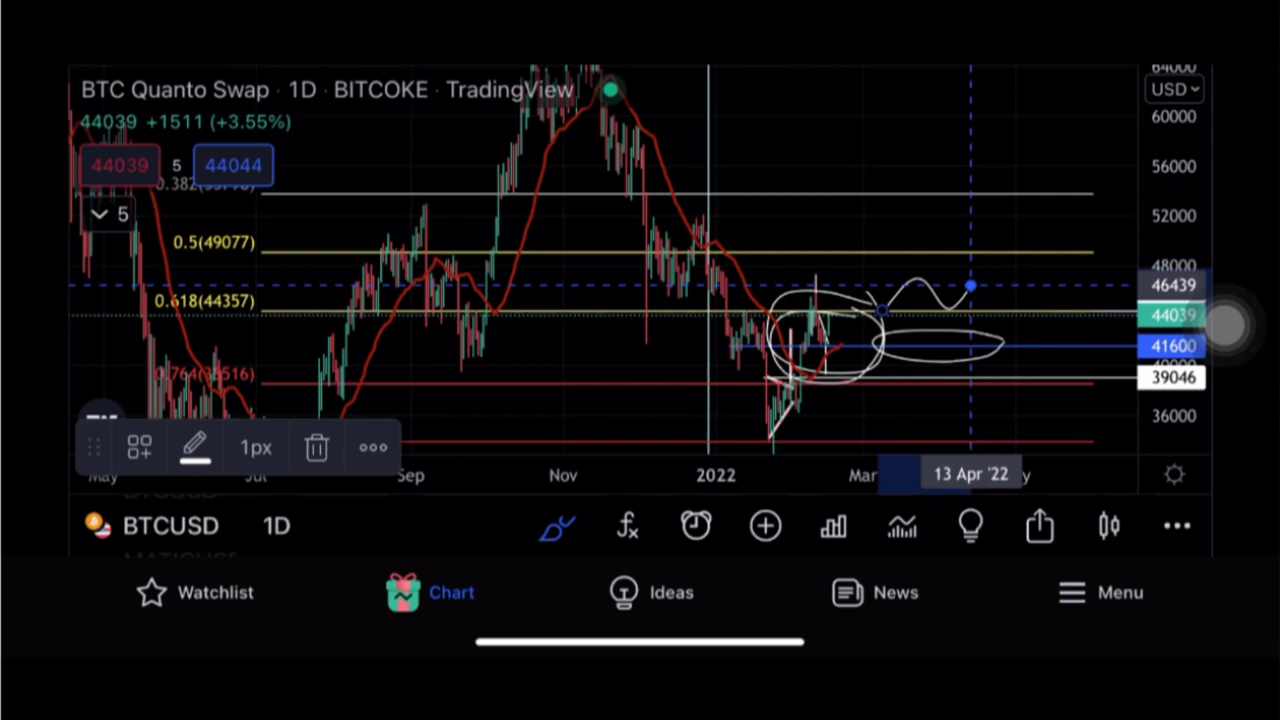 64000
BTC Quanto Swap · 1D · BITCOKE · TradingView
USD
44039 +1511 (+3.55%)
60000
44039 5 44044
56000
5
52000
0.5(49077)
48000
46439
0.618(44357)
44039
41600
39046
36000
1px
May
Jul
Sep
Nov
2022
Mar
13 Apr '22
BTCUSD 1D
Watchlist
Chart
Ideas
News
Menu